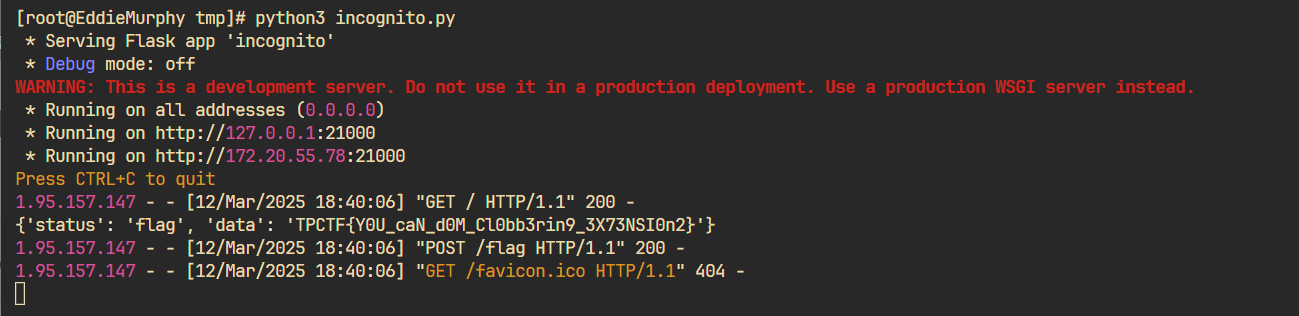 [root@EddieMurphy tmp]# python3 incognito.py
* Serving Flask app 'incognito'
* Debug mode: off
WARNING: This is a development server. Do not use it in a production deployment. Use a production WSGI server instead.
* Running on all addresses (0.0.0.0)
* Running on http://127.0.0.1:21000
* Running on http://172.20.55.78:21000
Press CTRL+C to quit
1.95.157.147 - - [12/Mar/2025 18:40:06] "GET / HTTP/1.1" 200 -
{'status': 'flag', 'data': 'TPCTF{Y0U_caN_d0M_Cl0bb3rin9_3X73NSI0n2}'}
1.95.157.147 - - [12/Mar/2025 18:40:06] "POST /flag HTTP/1.1" 200 -
1.95.157.147 - - [12/Mar/2025 18:40:06] "GET /favicon.ico HTTP/1.1" 404 -